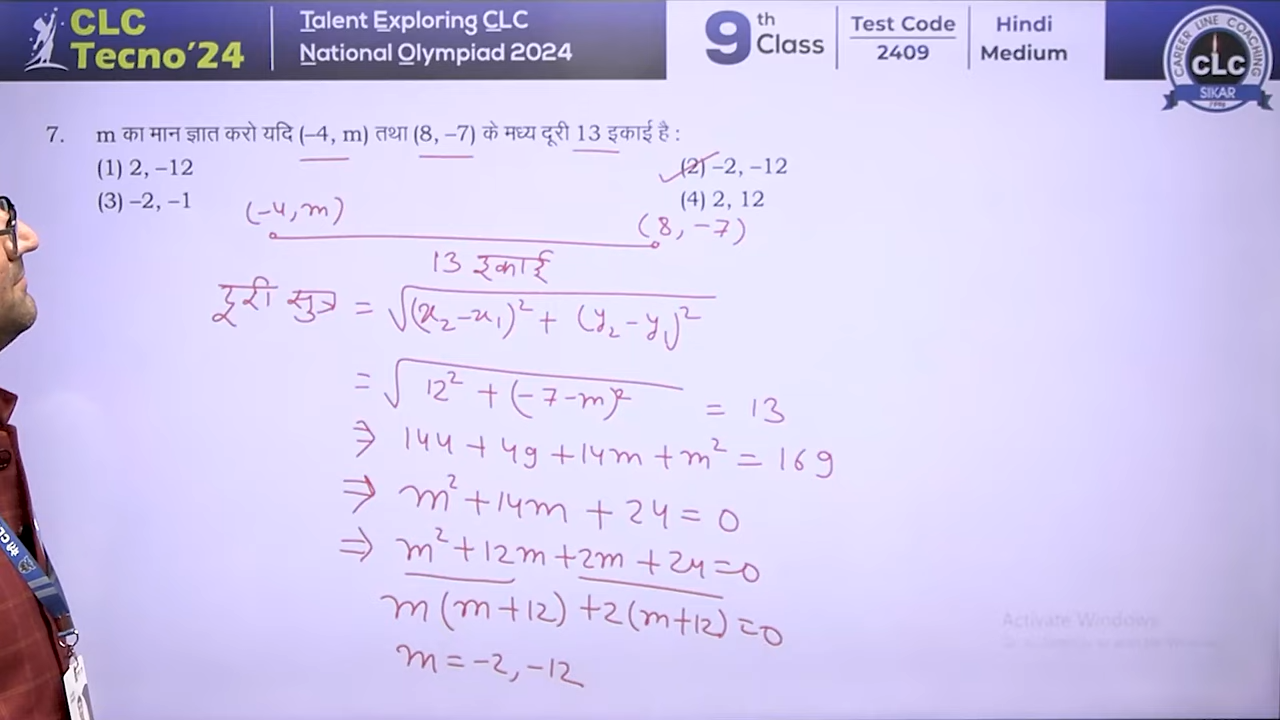 CLC
Tecno'24
Talent Exploring CLC
National Olympiad 2024
9th Class
Test Code
2409
Hindi
Medium
CAREER LINE COACHING
CLC
SIKAR
7. m का मान ज्ञात करो यदि (–4, m) तथा (8, –7) के मध्य दूरी 13 इकाई है :
(1) 2, –12
(2) –2, –12
(3) –2, –1
(4) 2, 12
(-4, m)
(8, -7)
13 इकाई
दूरी सुत्र = √(x₂-x₁)² + (y₂-y₁)²
= √12² + (-7-m)² = 13
⇒ 144 + 49 + 14m + m² = 169
⇒ m² + 14m + 24 = 0
⇒ m² + 12m + 2m + 24 = 0
m(m+12) + 2(m+12) = 0
m = -2, -12
Activate Windows
CLC